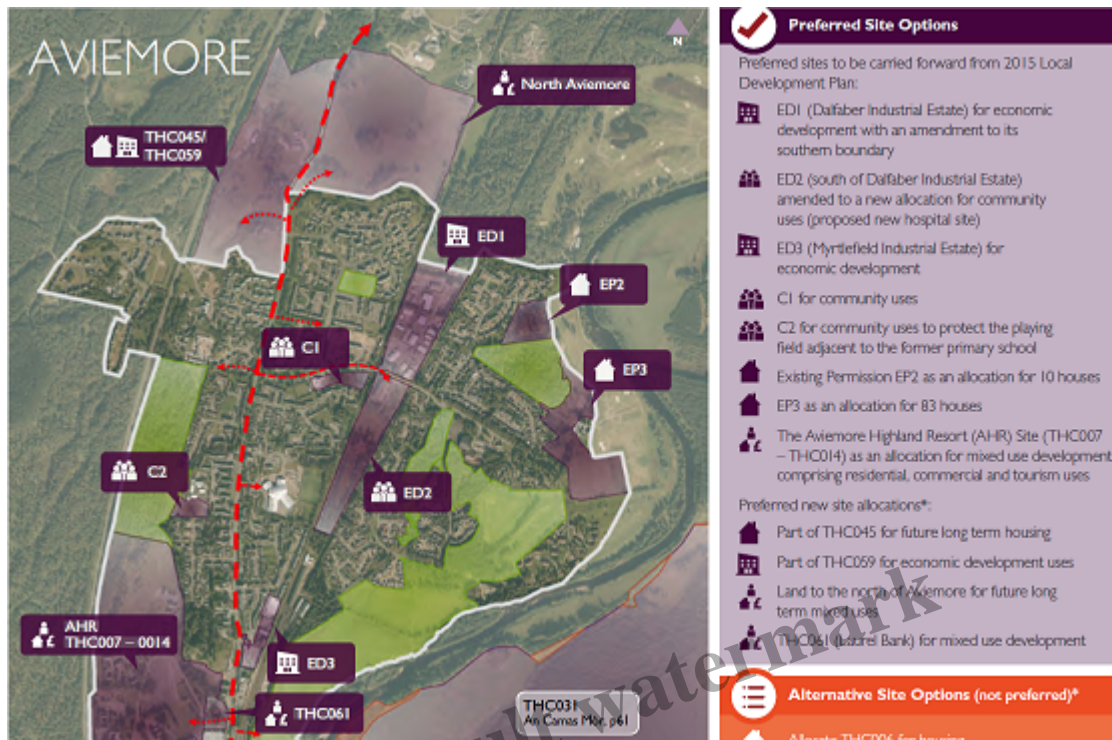 AVIEMORE
N
North Aviemore
THC045/
THC059
ED1
EP2
C1
EP3
C2
ED2
AHR
THC007 – 0014
ED3
THC061
THC031
An Camas Mòr, p61
Preferred Site Options
Preferred sites to be carried forward from 2015 Local
Development Plan:
ED1 (Dalfaber Industrial Estate) for economic
development with an amendment to its
southern boundary
ED2 (south of Dalfaber Industrial Estate)
amended to a new allocation for community
uses (proposed new hospital site)
ED3 (Myrtlefield Industrial Estate) for
economic development
C1 for community uses
C2 for community uses to protect the playing
field adjacent to the former primary school
Existing Permission EP2 as an allocation for 10 houses
EP3 as an allocation for 83 houses
The Aviemore Highland Resort (AHR) Site (THC007
– THC014) as an allocation for mixed use development
comprising residential, commercial and tourism uses
Preferred new site allocations*:
Part of THC045 for future long term housing
Part of THC059 for economic development uses
Land to the north of Aviemore for future long
term mixed uses
THC061 (Laurel Bank) for mixed use development
Alternative Site Options (not preferred)*
Allocate THC006 for housing
watermark